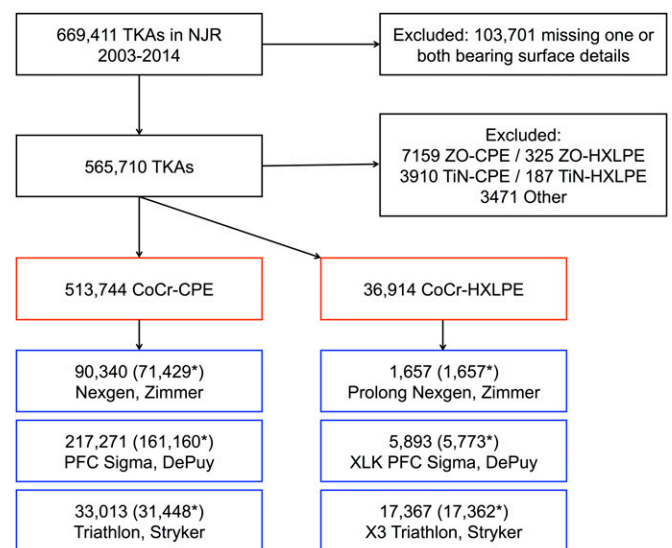 669,411 TKAs in NJR
2003-2014
Excluded: 103,701 missing one or
both bearing surface details
565,710 TKAs
Excluded:
7159 ZO-CPE / 325 ZO-HXLPE
3910 TiN-CPE / 187 TiN-HXLPE
3471 Other
513,744 CoCr-CPE
36,914 CoCr-HXLPE
90,340 (71,429*)
Nexgen, Zimmer
1,657 (1,657*)
Prolong Nexgen, Zimmer
217,271 (161,160*)
PFC Sigma, DePuy
5,893 (5,773*)
XLK PFC Sigma, DePuy
33,013 (31,448*)
Triathlon, Stryker
17,367 (17,362*)
X3 Triathlon, Stryker